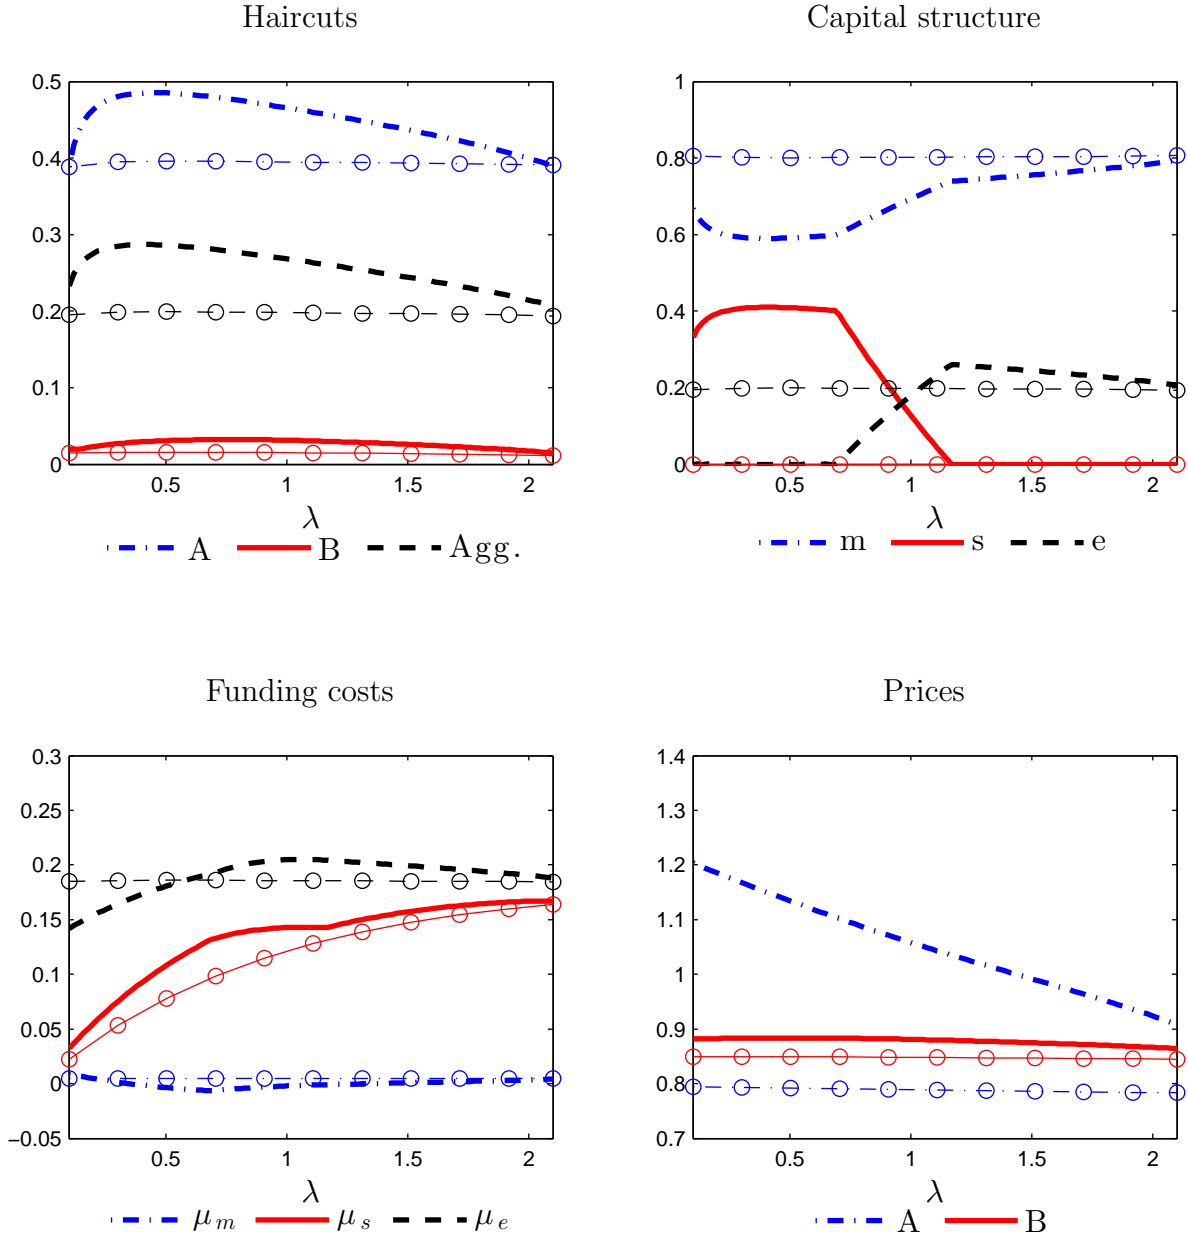 Haircuts
Capital structure
0.5
0.4
0.3
0.2
0.1
0
0.5 1 1.5 2
λ
A B Agg.
1
0.8
0.6
0.4
0.2
0
0.5 1 1.5 2
λ
m s e
Funding costs
Prices
0.3
0.25
0.2
0.15
0.1
0.05
0
−0.05
0.5 1 1.5 2
λ
μm μs μe
1.4
1.3
1.2
1.1
1
0.9
0.8
0.7
0.5 1 1.5 2
λ
A B